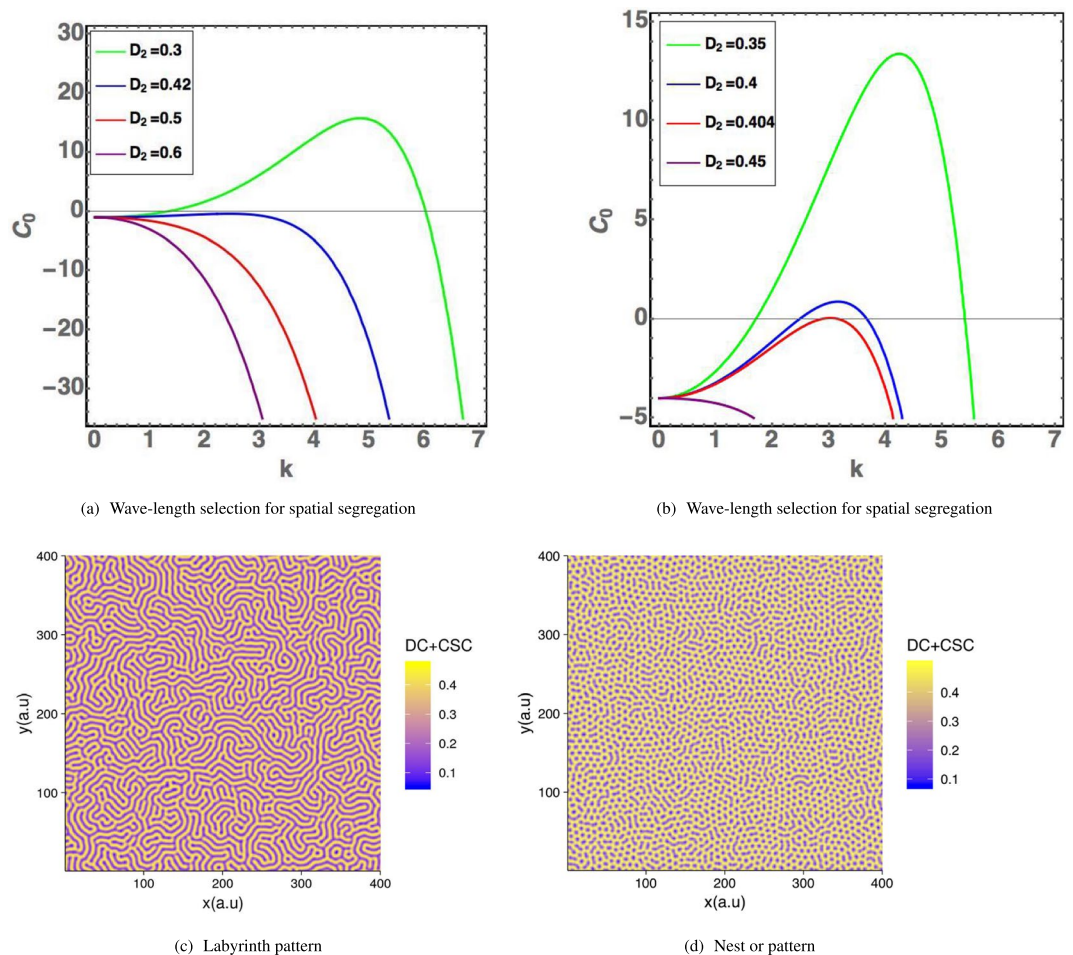 30
20
10
0
−10
−20
−30
C₀
D₂ =0.3
D₂ =0.42
D₂ =0.5
D₂ =0.6
0 1 2 3 4 5 6 7
k
(a) Wave-length selection for spatial segregation
15
10
5
0
−5
C₀
D₂ =0.35
D₂ =0.4
D₂ =0.404
D₂ =0.45
0 1 2 3 4 5 6 7
k
(b) Wave-length selection for spatial segregation
400
300
200
100
y(a.u)
100 200 300 400
x(a.u)
DC+CSC
0.4
0.3
0.2
0.1
(c) Labyrinth pattern
400
300
200
100
y(a.u)
100 200 300 400
x(a.u)
DC+CSC
0.4
0.3
0.2
0.1
(d) Nest or pattern